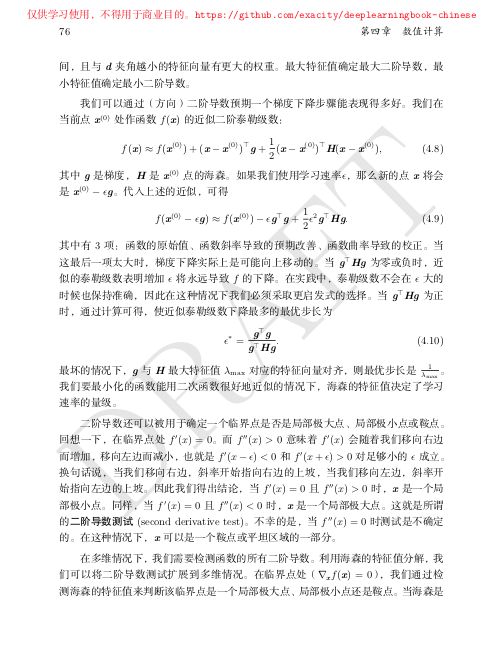 仅供学习使用，不得用于商业目的。https://github.com/exacity/deeplearningbook-chinese
76 第四章 数值计算
间，且与 d 夹角越小的特征向量有更大的权重。最大特征值确定最大二阶导数，最
小特征值确定最小二阶导数。
我们可以通过（方向）二阶导数预期一个梯度下降步骤能表现得多好。我们在
当前点 x⁽⁰⁾ 处作函数 f(x) 的近似二阶泰勒级数：
f(x) ≈ f(x⁽⁰⁾) + (x − x⁽⁰⁾)⊤g + 1/2 (x − x⁽⁰⁾)⊤H(x − x⁽⁰⁾), (4.8)
其中 g 是梯度，H 是 x⁽⁰⁾ 点的海森。如果我们使用学习速率ϵ，那么新的点 x 将会
是 x⁽⁰⁾ − ϵg。代入上述的近似，可得
f(x⁽⁰⁾ − ϵg) ≈ f(x⁽⁰⁾) − ϵg⊤g + 1/2 ϵ²g⊤Hg. (4.9)
其中有 3 项：函数的原始值、函数斜率导致的预期改善、函数曲率导致的校正。当
这最后一项太大时，梯度下降实际上是可能向上移动的。当 g⊤Hg 为零或负时，近
似的泰勒级数表明增加 ϵ 将永远导致 f 的下降。在实践中，泰勒级数不会在 ϵ 大的
时候也保持准确，因此在这种情况下我们必须采取更启发式的选择。当 g⊤Hg 为正
时，通过计算可得，使近似泰勒级数下降最多的最优步长为
ϵ* = g⊤g / g⊤Hg. (4.10)
最坏的情况下，g 与 H 最大特征值 λmax 对应的特征向量对齐，则最优步长是 1/λmax。
我们要最小化的函数能用二次函数很好地近似的情况下，海森的特征值决定了学习
速率的量级。
二阶导数还可以被用于确定一个临界点是否是局部极大点、局部极小点或鞍点。
回想一下，在临界点处 f′(x) = 0。而 f′′(x) > 0 意味着 f′(x) 会随着我们移向右边
而增加，移向左边而减小，也就是 f′(x − ϵ) < 0 和 f′(x + ϵ) > 0 对足够小的 ϵ 成立。
换句话说，当我们移向右边，斜率开始指向右边的上坡，当我们移向左边，斜率开
始指向左边的上坡。因此我们得出结论，当 f′(x) = 0 且 f′′(x) > 0 时，x 是一个局
部极小点。同样，当 f′(x) = 0 且 f′′(x) < 0 时，x 是一个局部极大点。这就是所谓
的二阶导数测试 (second derivative test)。不幸的是，当 f′′(x) = 0 时测试是不确定
的。在这种情况下，x 可以是一个鞍点或平坦区域的一部分。
在多维情况下，我们需要检测函数的所有二阶导数。利用海森的特征值分解，我
们可以将二阶导数测试扩展到多维情况。在临界点处（∇ₓf(x) = 0），我们通过检
测海森的特征值来判断该临界点是一个局部极大点、局部极小点还是鞍点。当海森是
DRAFT